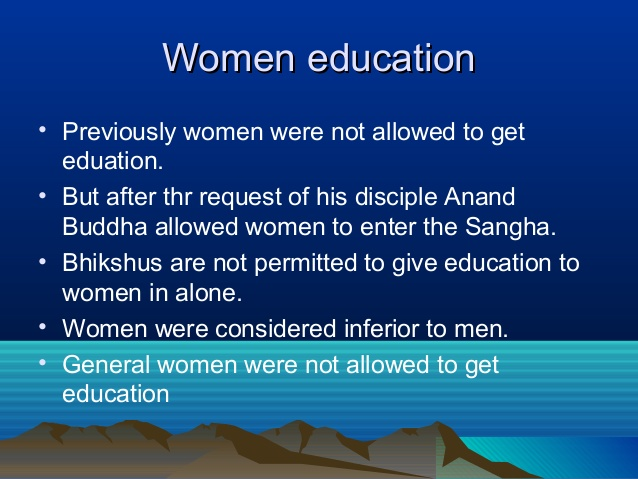 Women education
• Previously women were not allowed to get
eduation.
• But after thr request of his disciple Anand
Buddha allowed women to enter the Sangha.
• Bhikshus are not permitted to give education to
women in alone.
• Women were considered inferior to men.
• General women were not allowed to get
education